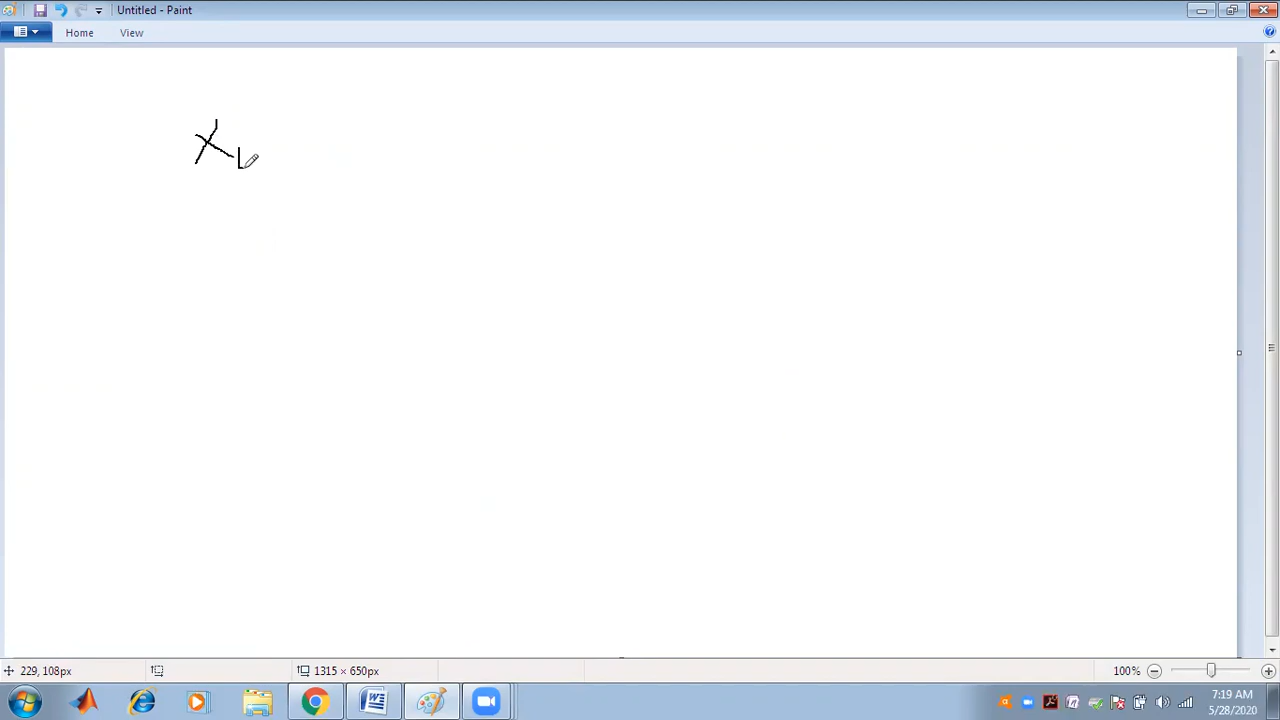 Untitled - Paint
Home View
X
229, 108px 1315 × 650px 100%
7:19 AM
5/28/2020